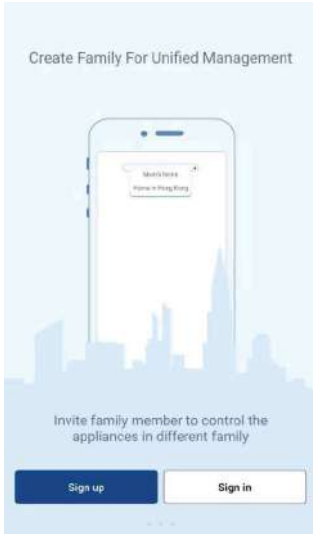 Create Family For Unified Management
Home in Hong Kong
Invite family member to control the
appliances in different family
Sign up
Sign in